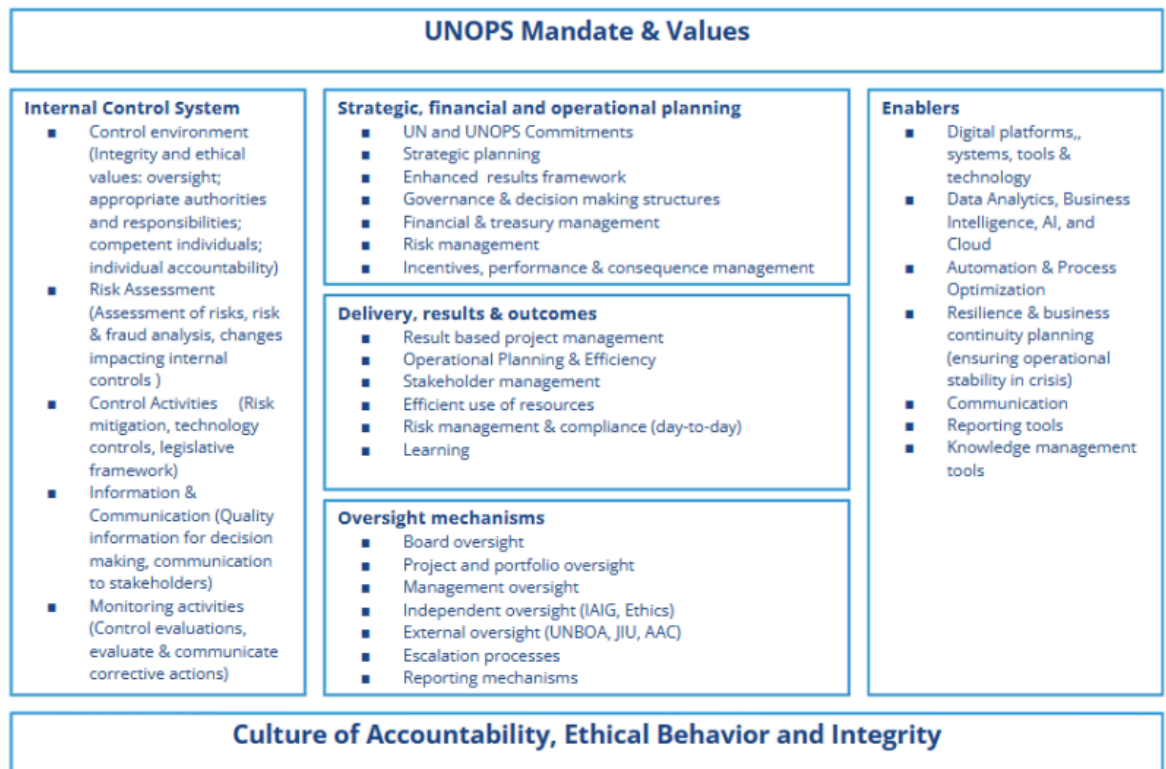 UNOPS Mandate & Values
Internal Control System
■ Control environment
(Integrity and ethical
values: oversight;
appropriate authorities
and responsibilities;
competent individuals;
individual accountability)
■ Risk Assessment
(Assessment of risks, risk
& fraud analysis, changes
impacting internal
controls )
■ Control Activities (Risk
mitigation, technology
controls, legislative
framework)
■ Information &
Communication (Quality
information for decision
making, communication
to stakeholders)
■ Monitoring activities
(Control evaluations,
evaluate & communicate
corrective actions)
Strategic, financial and operational planning
■ UN and UNOPS Commitments
■ Strategic planning
■ Enhanced results framework
■ Governance & decision making structures
■ Financial & treasury management
■ Risk management
■ Incentives, performance & consequence management
Delivery, results & outcomes
■ Result based project management
■ Operational Planning & Efficiency
■ Stakeholder management
■ Efficient use of resources
■ Risk management & compliance (day-to-day)
■ Learning
Oversight mechanisms
■ Board oversight
■ Project and portfolio oversight
■ Management oversight
■ Independent oversight (IAIG, Ethics)
■ External oversight (UNBOA, JIU, AAC)
■ Escalation processes
■ Reporting mechanisms
Enablers
■ Digital platforms,,
systems, tools &
technology
■ Data Analytics, Business
Intelligence, AI, and
Cloud
■ Automation & Process
Optimization
■ Resilience & business
continuity planning
(ensuring operational
stability in crisis)
■ Communication
■ Reporting tools
■ Knowledge management
tools
Culture of Accountability, Ethical Behavior and Integrity